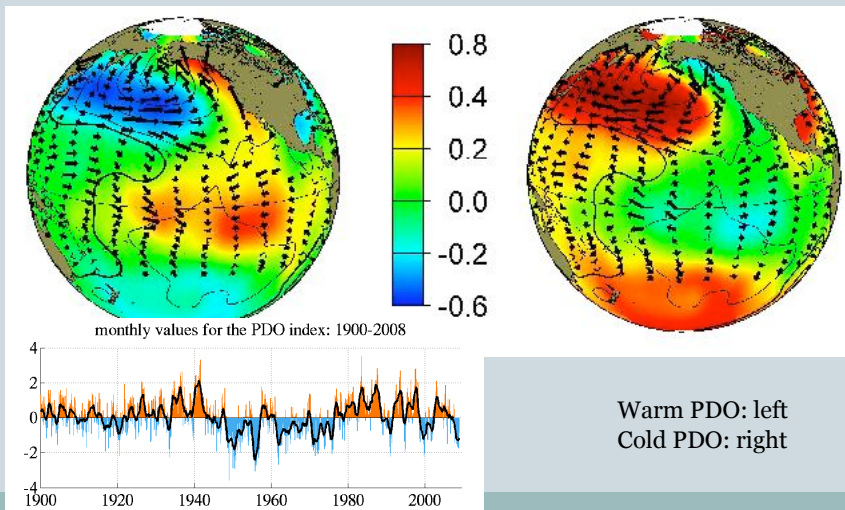 0.8
0.4
0.2
0.0
-0.2
-0.6
monthly values for the PDO index: 1900-2008
4
2
0
-2
-4
1900 1920 1940 1960 1980 2000
Warm PDO: left
Cold PDO: right